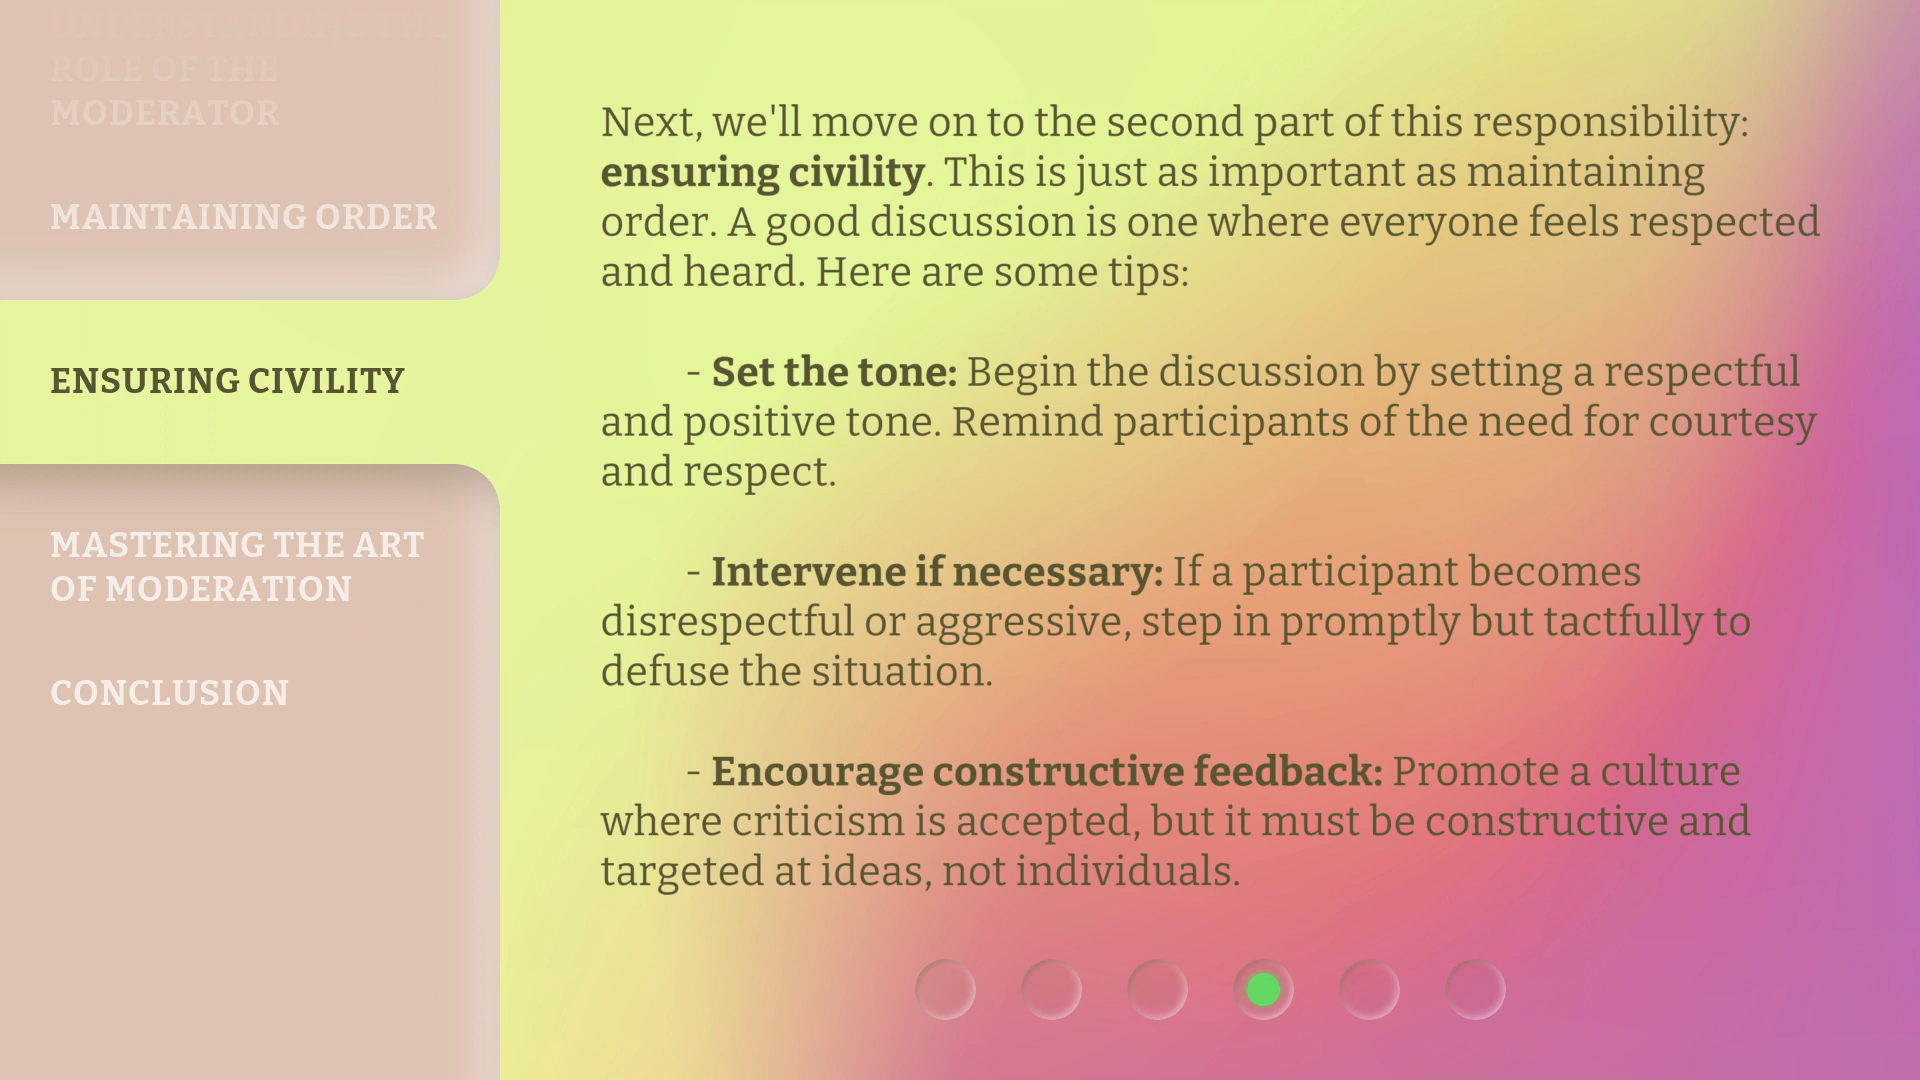 UNDERSTANDING THE
ROLE OF THE
MODERATOR
MAINTAINING ORDER
ENSURING CIVILITY
MASTERING THE ART
OF MODERATION
CONCLUSION
Next, we'll move on to the second part of this responsibility:
ensuring civility. This is just as important as maintaining
order. A good discussion is one where everyone feels respected
and heard. Here are some tips:
- Set the tone: Begin the discussion by setting a respectful
and positive tone. Remind participants of the need for courtesy
and respect.
- Intervene if necessary: If a participant becomes
disrespectful or aggressive, step in promptly but tactfully to
defuse the situation.
- Encourage constructive feedback: Promote a culture
where criticism is accepted, but it must be constructive and
targeted at ideas, not individuals.